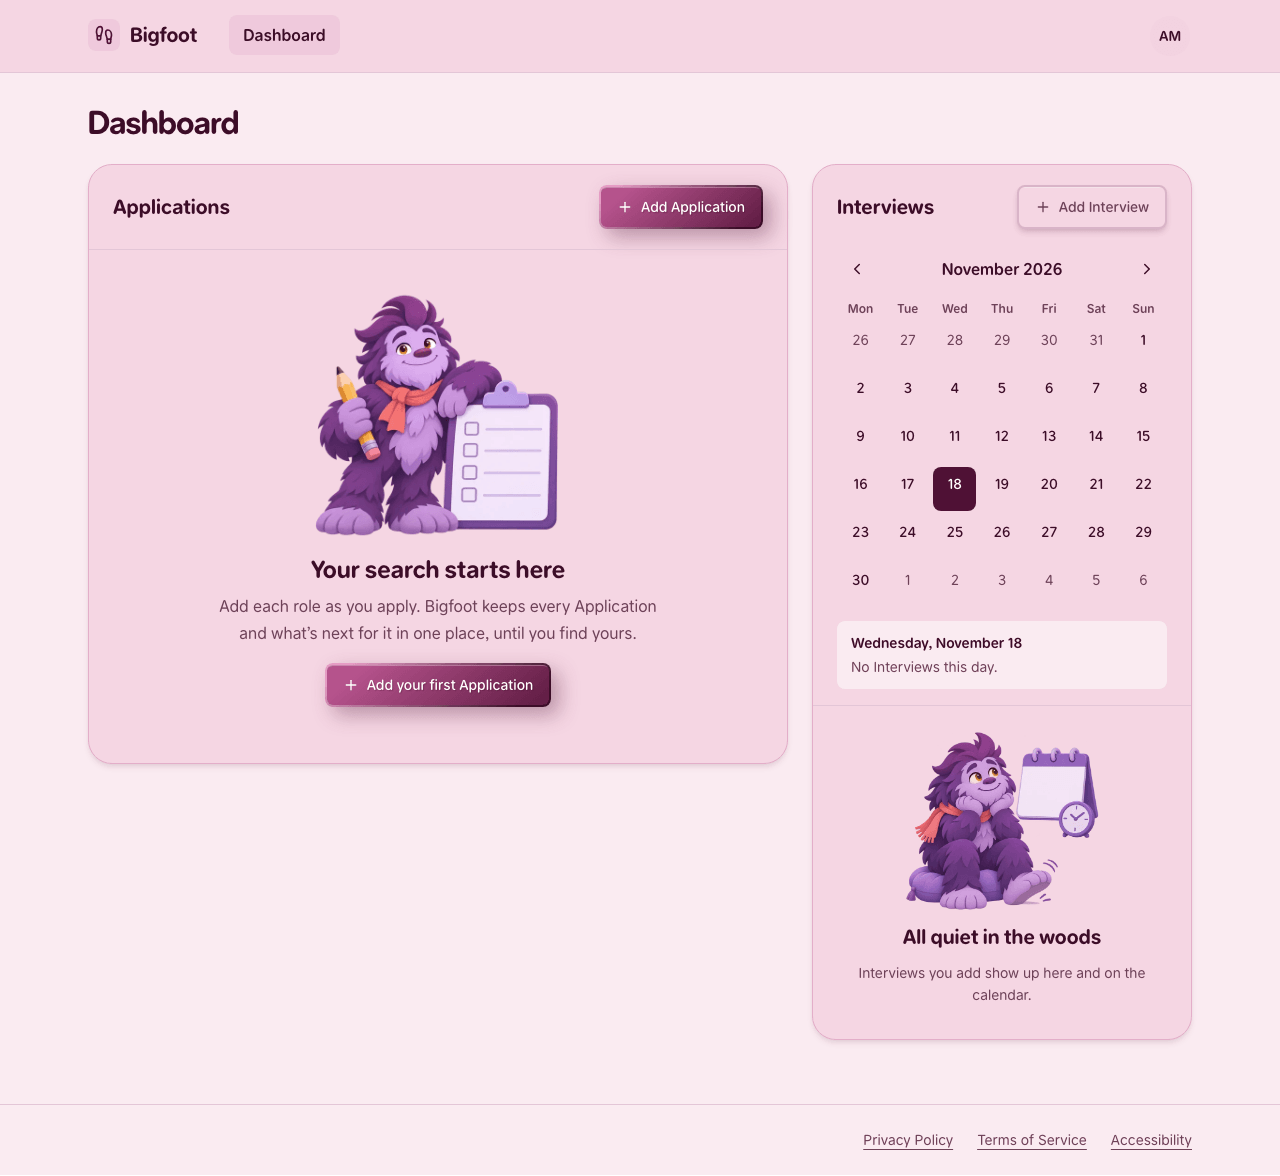 Bigfoot
Dashboard
AM
Dashboard
Applications
+ Add Application
Your search starts here
Add each role as you apply. Bigfoot keeps every Application
and what’s next for it in one place, until you find yours.
+ Add your first Application
Interviews
+ Add Interview
November 2026
Mon Tue Wed Thu Fri Sat Sun
26 27 28 29 30 31 1
2 3 4 5 6 7 8
9 10 11 12 13 14 15
16 17 18 19 20 21 22
23 24 25 26 27 28 29
30 1 2 3 4 5 6
Wednesday, November 18
No Interviews this day.
All quiet in the woods
Interviews you add show up here and on the
calendar.
Privacy Policy Terms of Service Accessibility